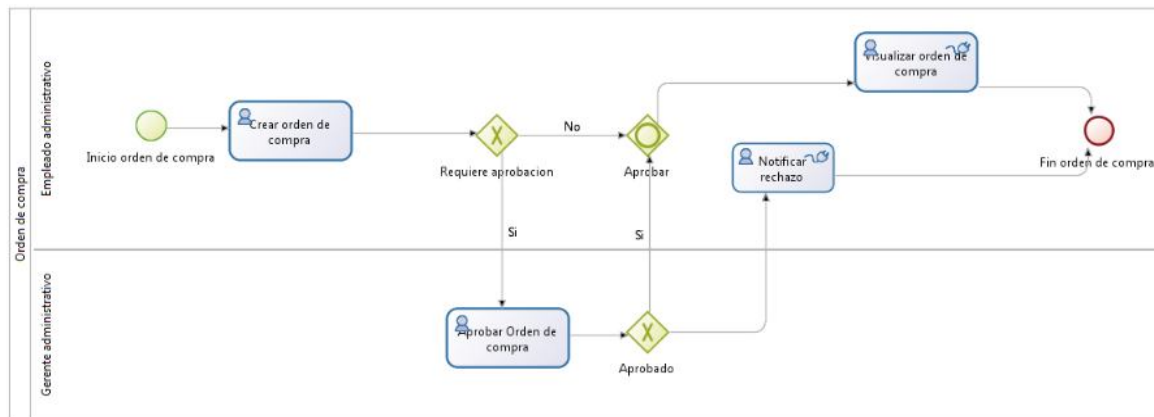 Orden de compra
Empleado administrativo
Inicio orden de compra
Crear orden de
compra
Requiere aprobacion
No
Aprobar
Visualizar orden de
compra
Notificar
rechazo
Fin orden de compra
Si
Si
Gerente administrativo
Aprobar Orden de
compra
Aprobado